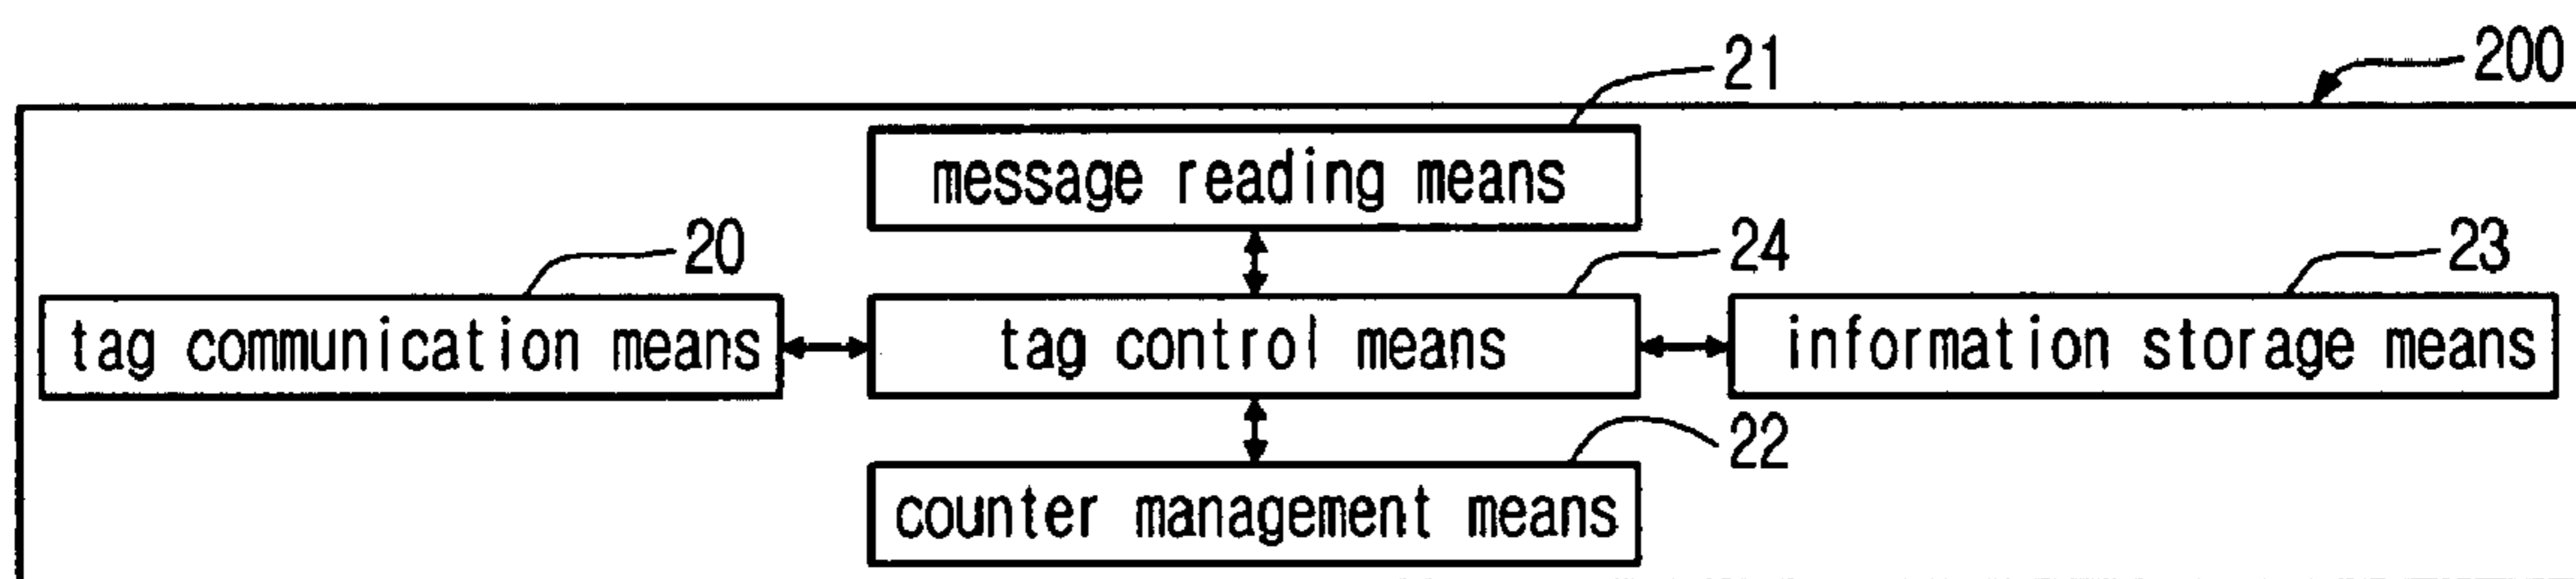 21
200
message reading means
20
24
23
tag communication means
tag control means
information storage means
22
counter management means